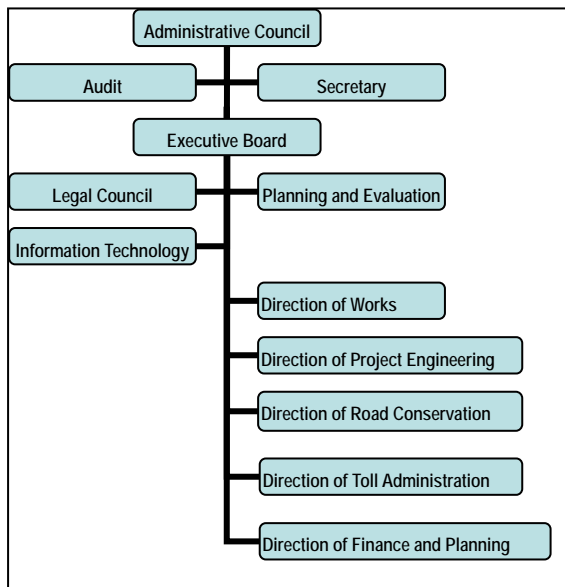 Administrative Council
Audit
Secretary
Executive Board
Legal Council
Planning and Evaluation
Information Technology
Direction of Works
Direction of Project Engineering
Direction of Road Conservation
Direction of Toll Administration
Direction of Finance and Planning